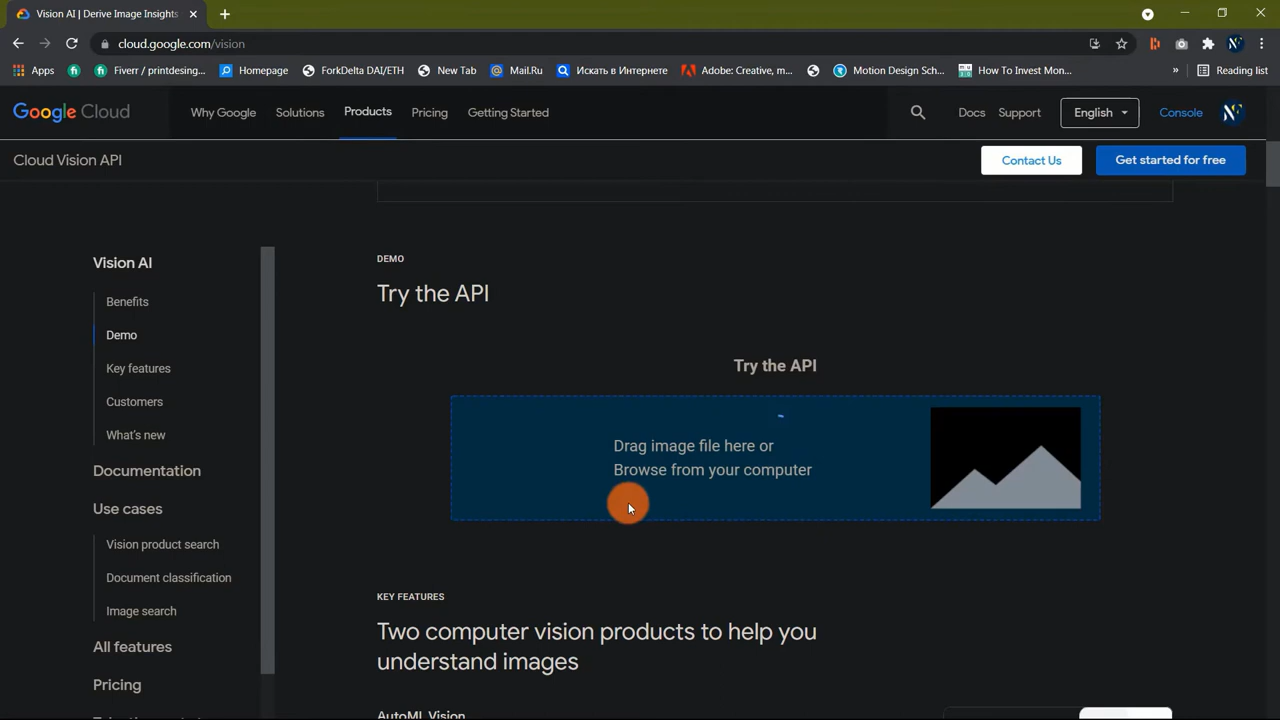 Vision AI | Derive Image Insights
cloud.google.com/vision
Apps
Fiverr / printdesing...
Homepage
ForkDelta DAI/ETH
New Tab
Mail.Ru
Искать в Интернете
Adobe: Creative, m...
Motion Design Sch...
How To Invest Mon...
»
Reading list
Google Cloud
Why Google
Solutions
Products
Pricing
Getting Started
Docs
Support
English
Console
Cloud Vision API
Contact Us
Get started for free
Vision AI
Benefits
Demo
Key features
Customers
What's new
Documentation
Use cases
Vision product search
Document classification
Image search
All features
Pricing
DEMO
Try the API
Try the API
Drag image file here or
Browse from your computer
KEY FEATURES
Two computer vision products to help you
understand images
AutoML Vision